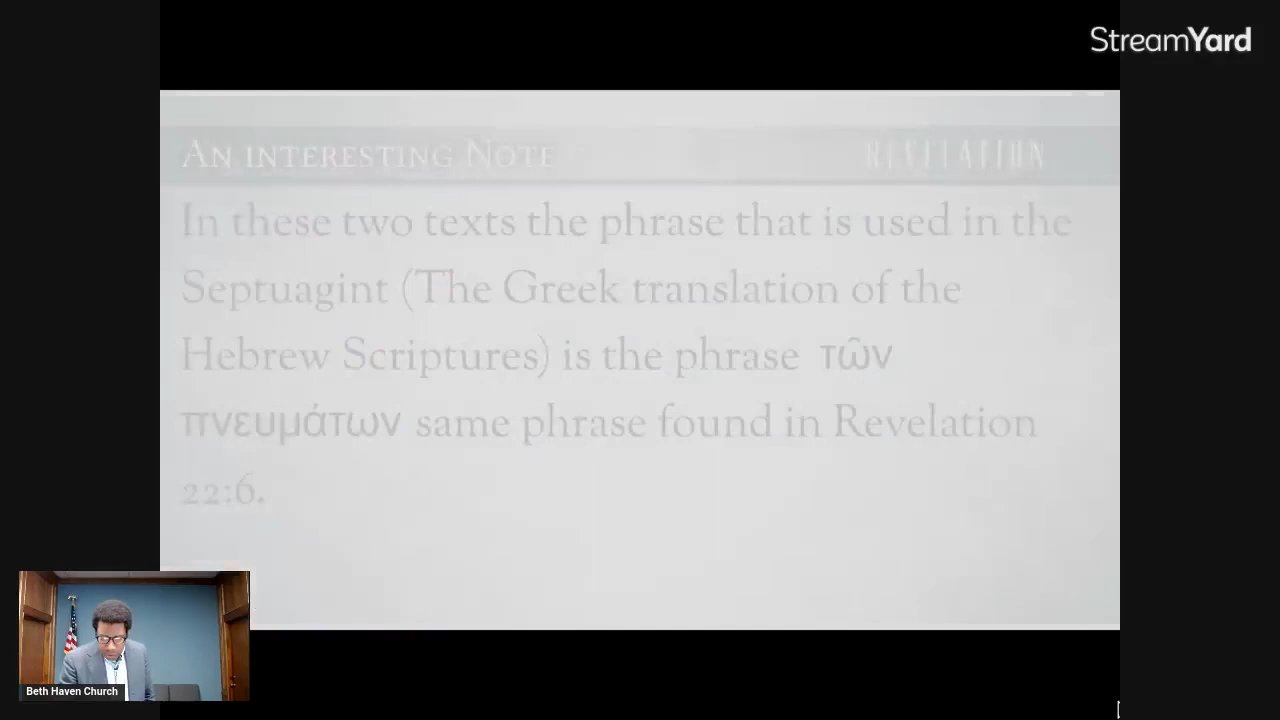 StreamYard
An interesting Note
REVELATION
In these two texts the phrase that is used in the
Septuagint (The Greek translation of the
Hebrew Scriptures) is the phrase τῶν
πνευμάτων same phrase found in Revelation
22:6.
Beth Haven Church